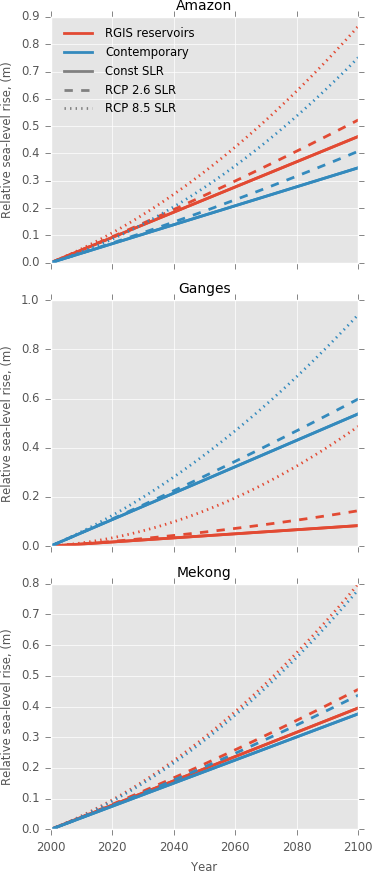 Amazon
0.9
0.8
0.7
0.6
0.5
0.4
0.3
0.2
0.1
0.0
Relative sea-level rise, (m)
RGIS reservoirs
Contemporary
Const SLR
RCP 2.6 SLR
RCP 8.5 SLR
Ganges
1.0
0.8
0.6
0.4
0.2
0.0
Relative sea-level rise, (m)
Mekong
0.8
0.7
0.6
0.5
0.4
0.3
0.2
0.1
0.0
Relative sea-level rise, (m)
2000 2020 2040 2060 2080 2100
Year